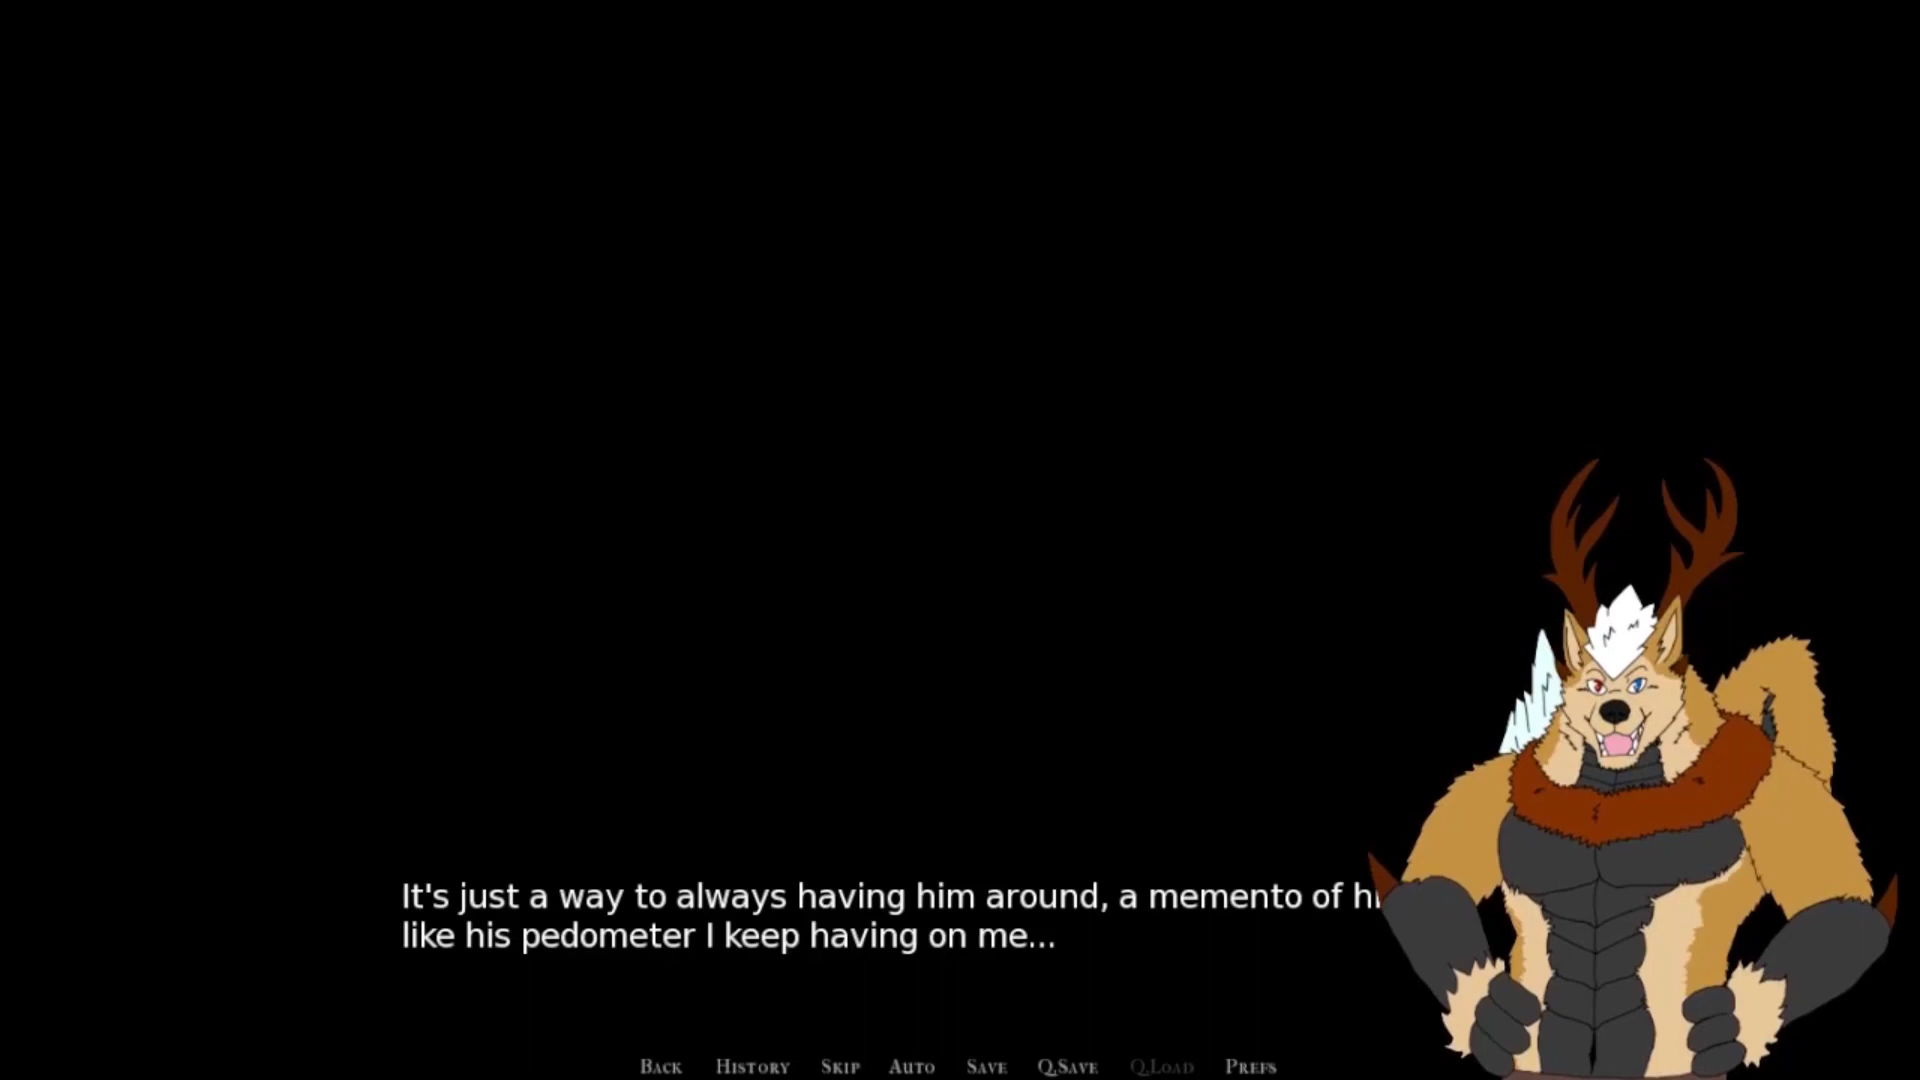 It's just a way to always having him around, a memento of
like his pedometer I keep having on me...
Back History Skip Auto Save Q.Save Q.Load Prefs